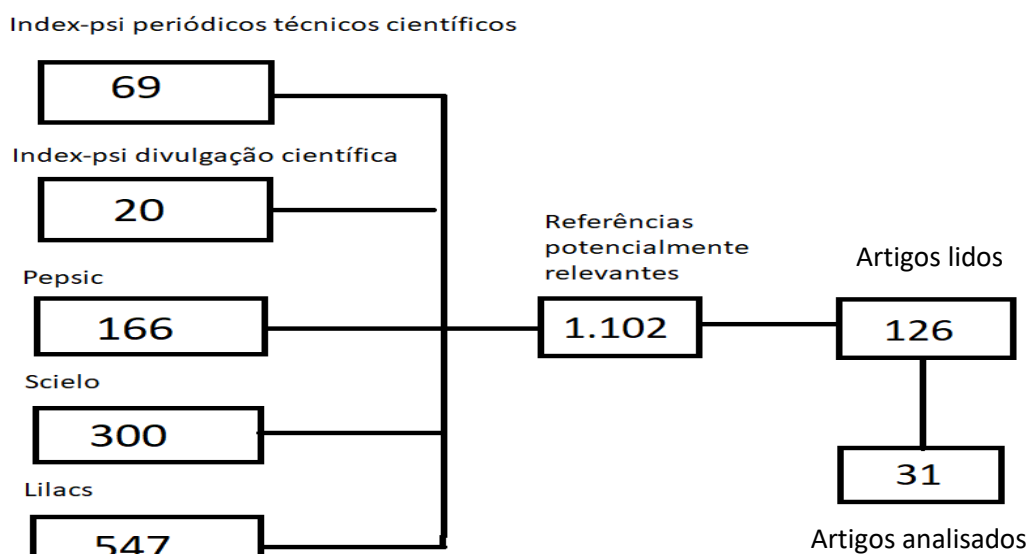 Index-psi periódicos técnicos científicos
69
Index-psi divulgação científica
20
Pepsic
166
Scielo
300
Lilacs
547
Referências
potencialmente
relevantes
1.102
Artigos lidos
126
31
Artigos analisados